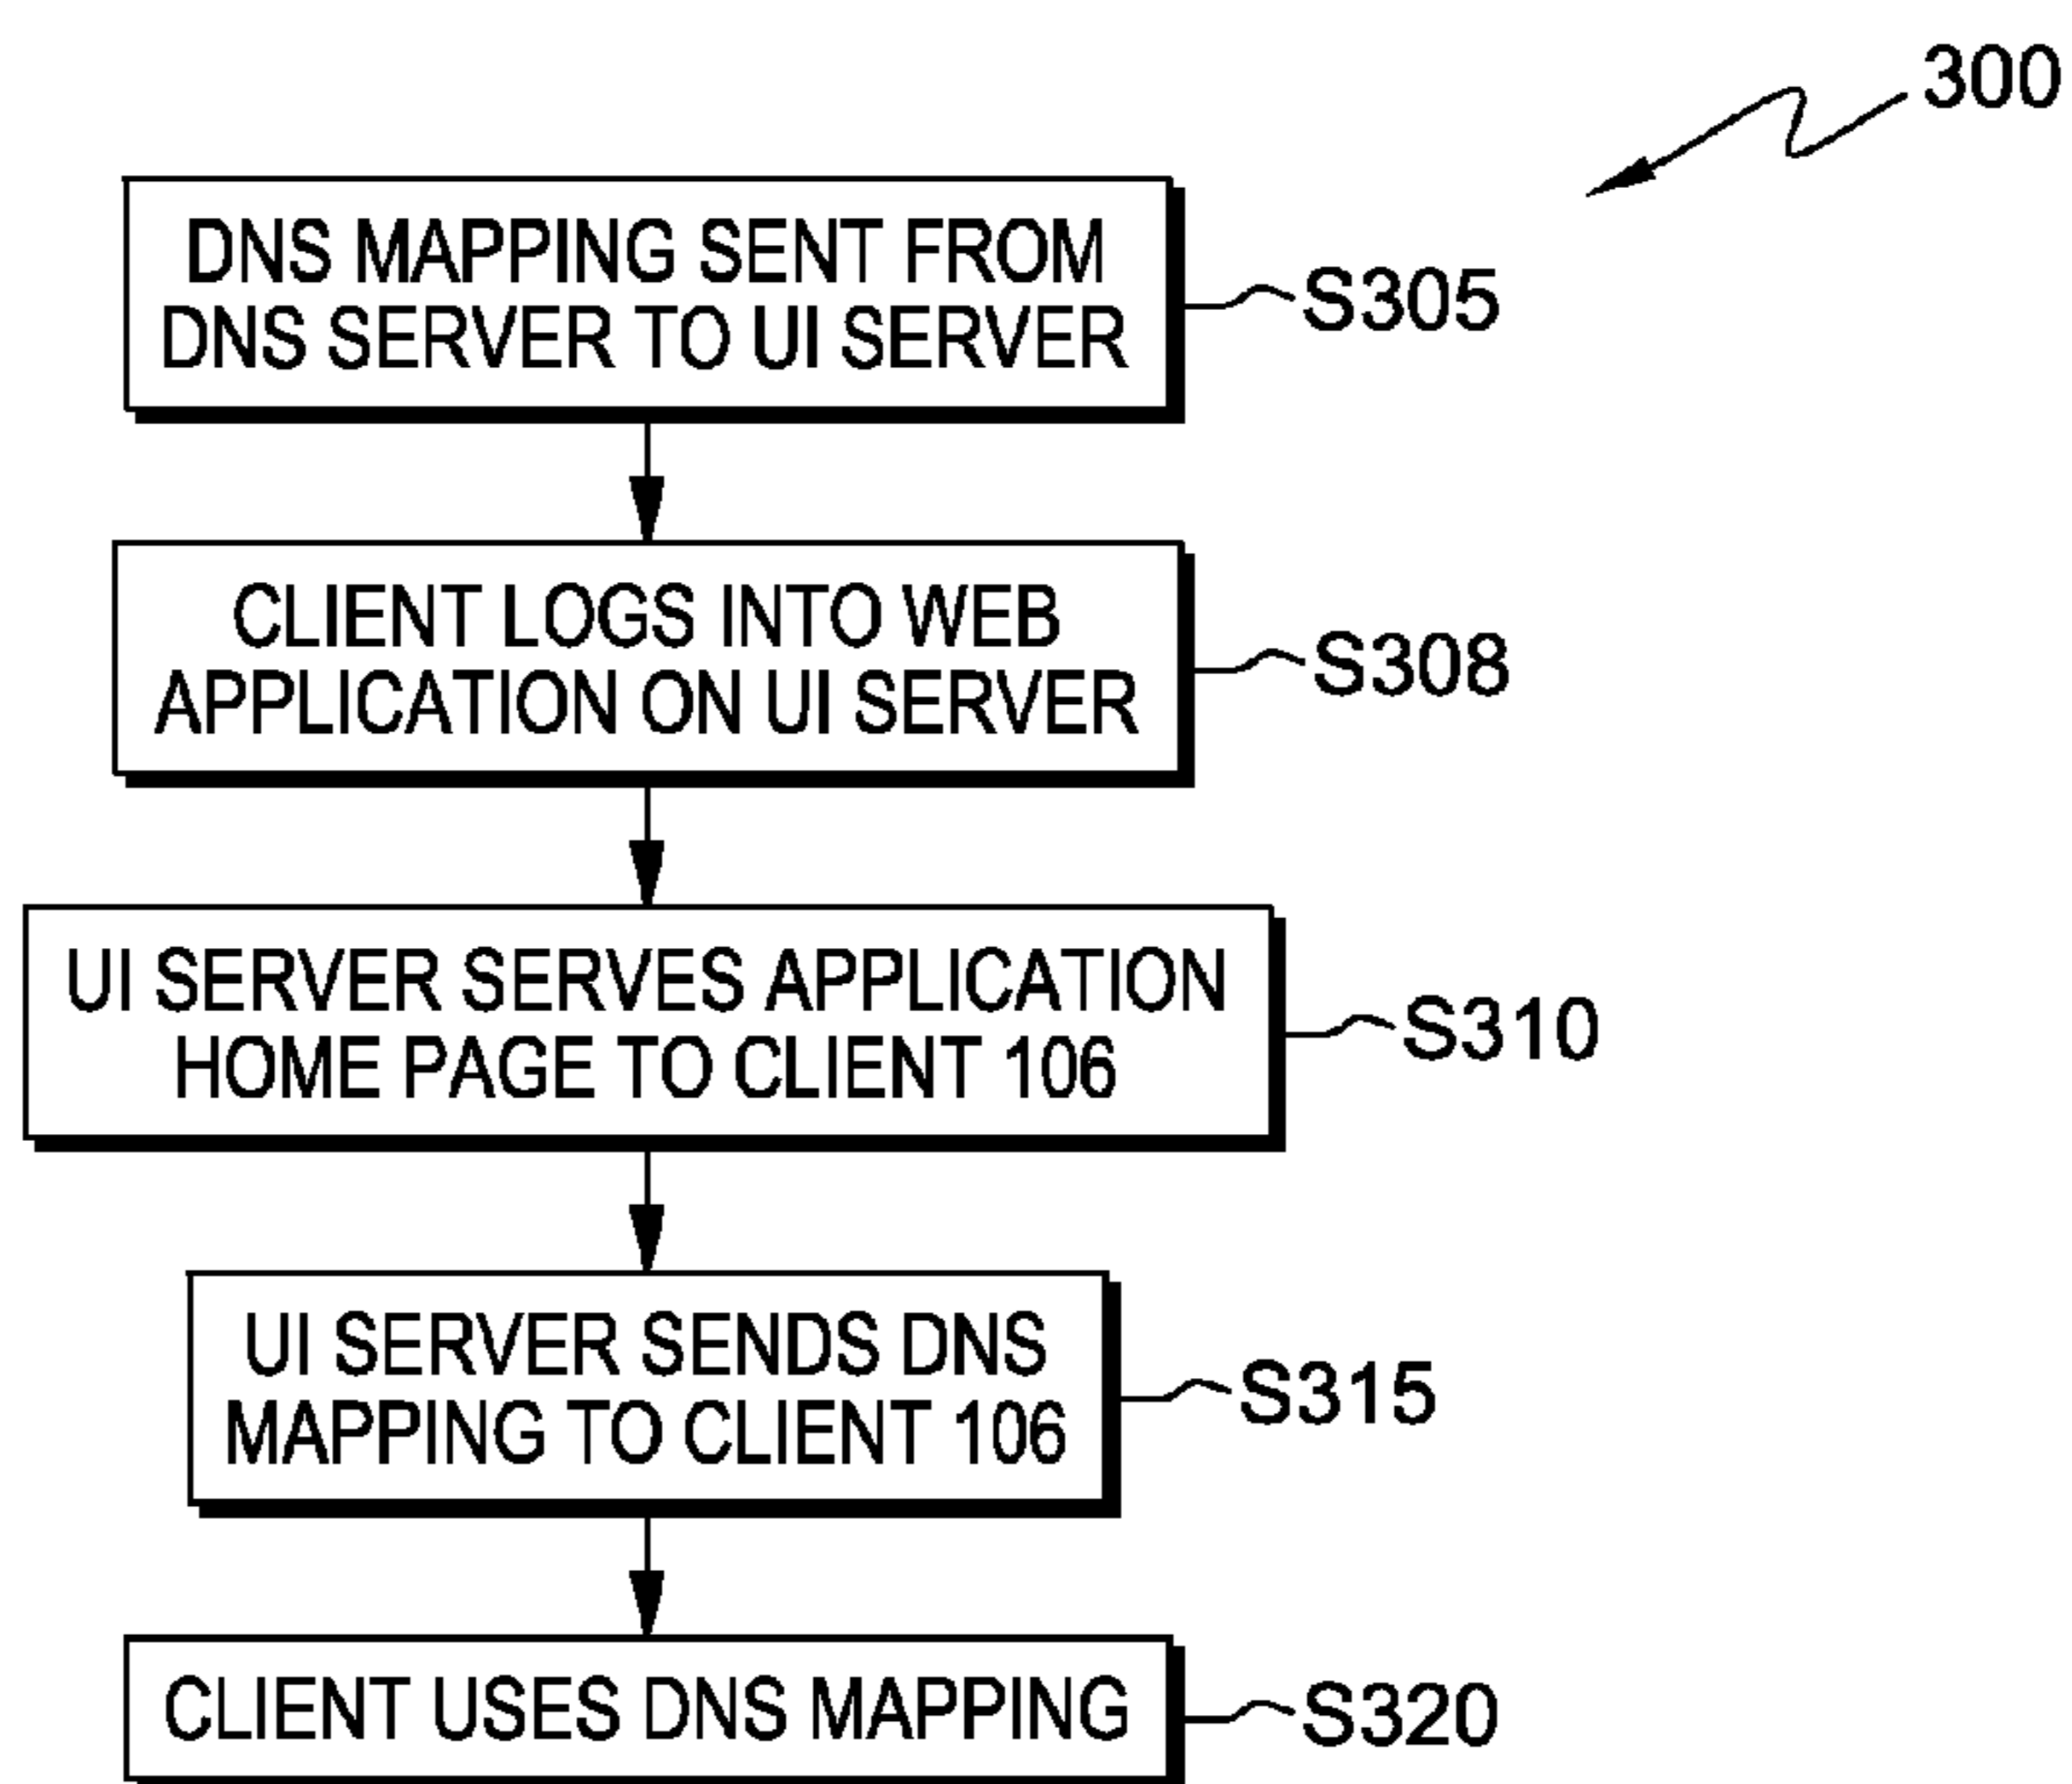 300
DNS MAPPING SENT FROM
DNS SERVER TO UI SERVER
S305
CLIENT LOGS INTO WEB
APPLICATION ON UI SERVER
S308
UI SERVER SERVES APPLICATION
HOME PAGE TO CLIENT 106
S310
UI SERVER SENDS DNS
MAPPING TO CLIENT 106
S315
CLIENT USES DNS MAPPING
S320